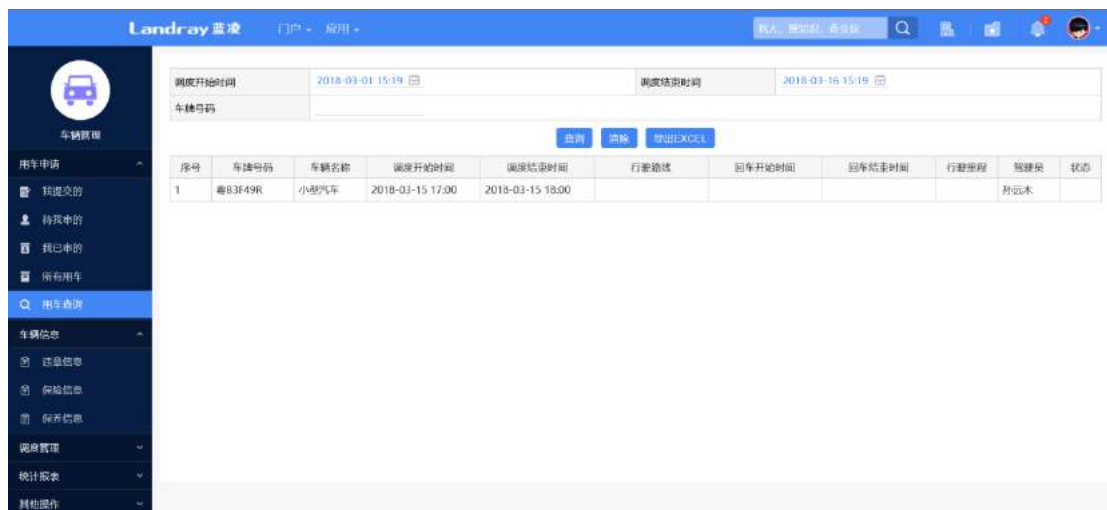 Landray 蓝凌 门户 应用
找人、搜知识、查会议
车辆管理
用车申请
我提交的
待我审的
我已审的
所有用车
用车查询
车辆信息
违章信息
保险信息
保养信息
调度管理
统计报表
其他操作
调度开始时间 2018-03-01 15:19 调度结束时间 2018-03-16 15:19
车牌号码
查询 清除 导出EXCEL
序号 车牌号码 车辆名称 调度开始时间 调度结束时间 行驶路线 回车开始时间 回车结束时间 行驶里程 驾驶员 状态
1 粤B3F49R 小型汽车 2018-03-15 17:00 2018-03-15 18:00 孙远木